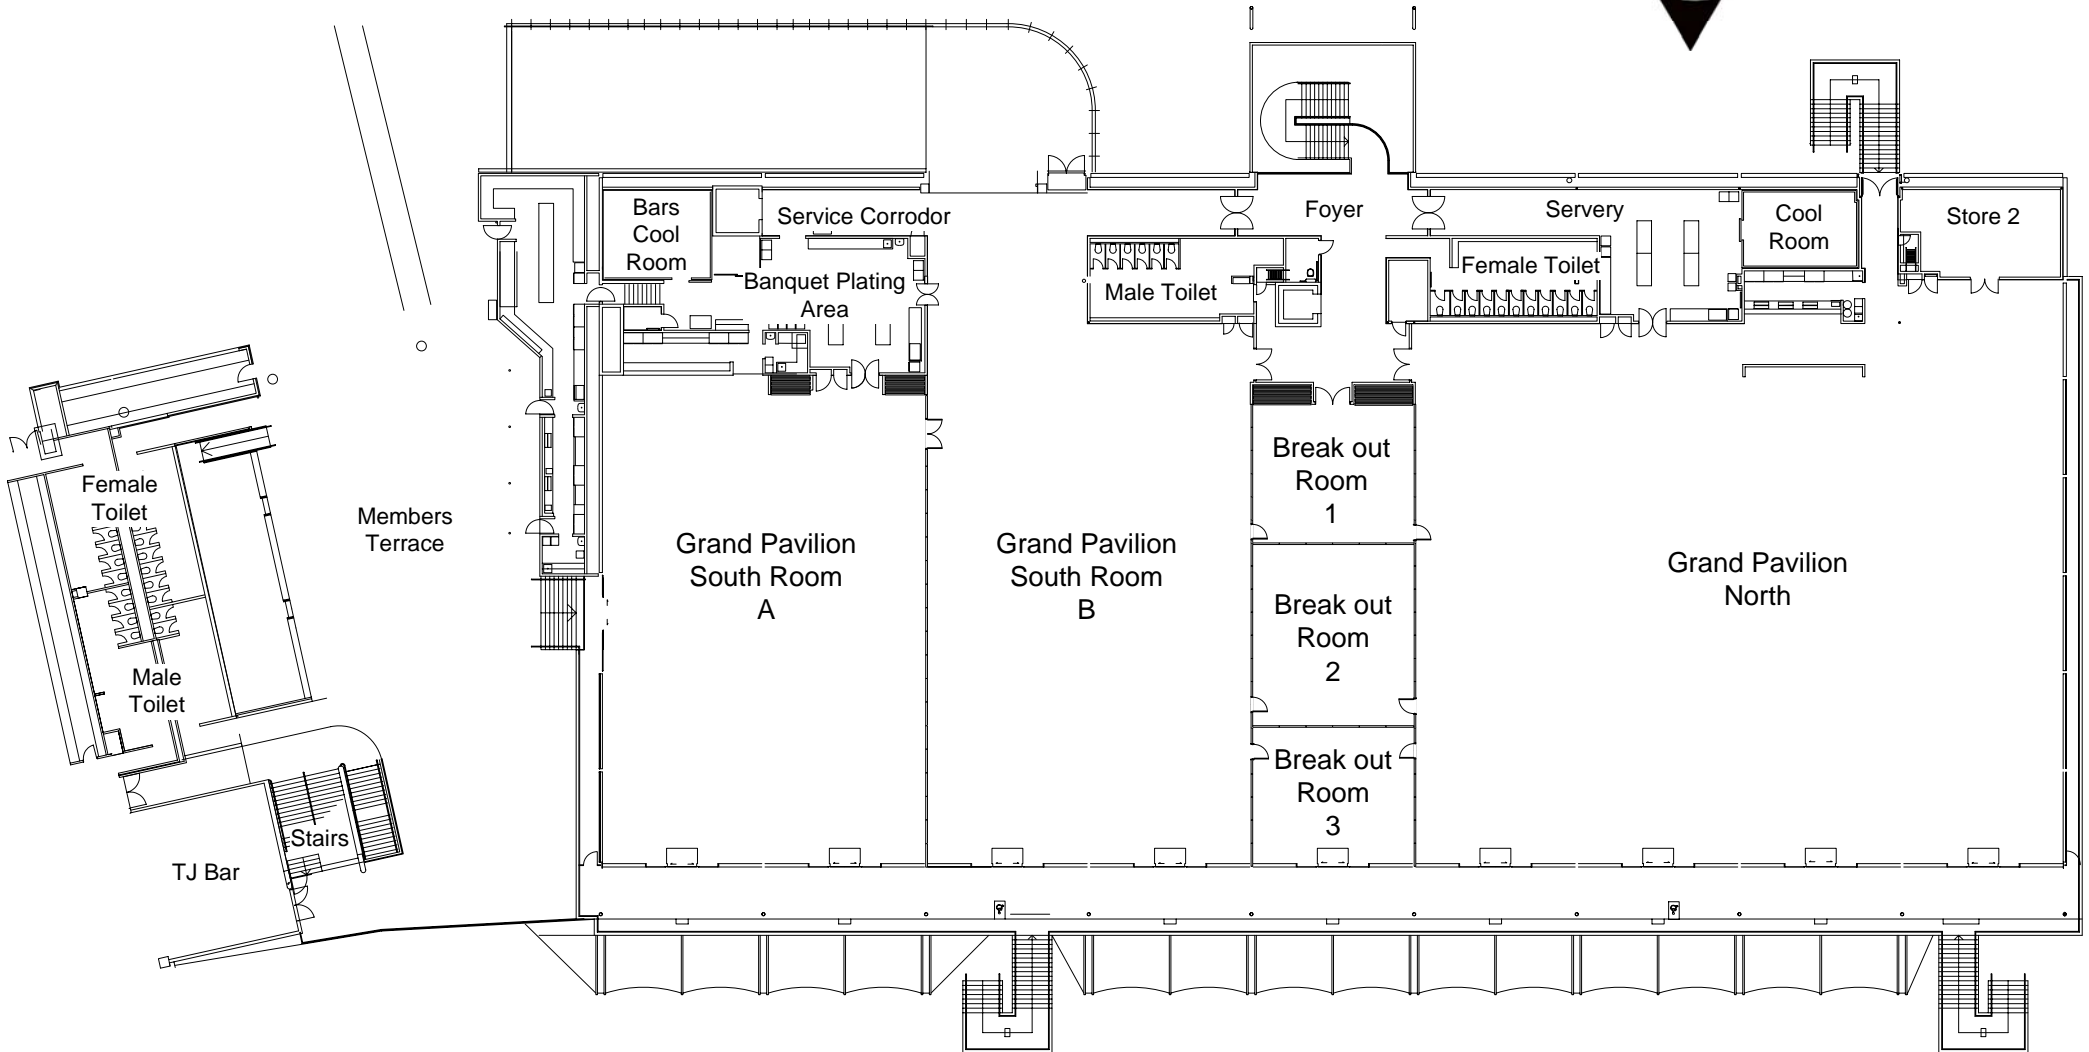 Bars
Cool
Room
Service Corrodor
Foyer
Servery
Cool
Room
Store 2
Banquet Plating
Area
Male Toilet
Female Toilet
Female
Toilet
Members
Terrace
Grand Pavilion
South Room
A
Grand Pavilion
South Room
B
Break out
Room
1
Break out
Room
2
Break out
Room
3
Grand Pavilion
North
Male
Toilet
Stairs
TJ Bar